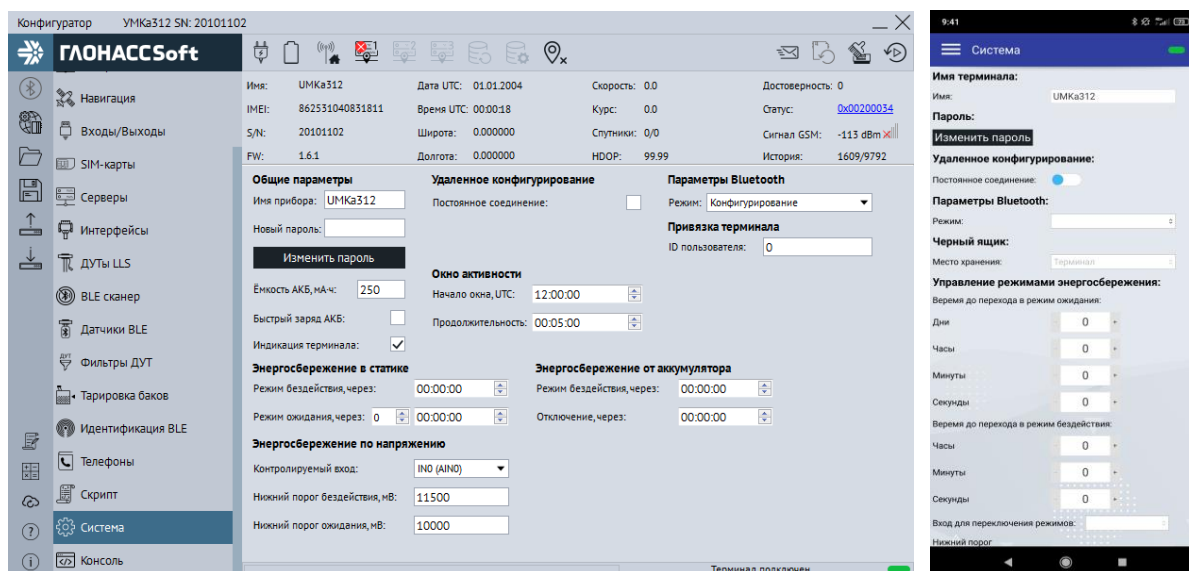 Конфигуратор УМКа312 SN: 20101102
ГЛОНАССSoft
Навигация
Входы/Выходы
SIM-карты
Серверы
Интерфейсы
ДУТы LLS
BLE сканер
Датчики BLE
Фильтры ДУТ
Тарировка баков
Идентификация BLE
Телефоны
Скрипт
Система
Консоль
Имя: UMKa312 Дата UTC: 01.01.2004 Скорость: 0.0 Достоверность: 0
IMEI: 862531040831811 Время UTC: 00:00:18 Курс: 0.0 Статус: 0x00200034
S/N: 20101102 Широта: 0.000000 Спутники: 0/0 Сигнал GSM: -113 dBm
FW: 1.6.1 Долгота: 0.000000 HDOP: 99.99 История: 1609/9792
Общие параметры Удаленное конфигурирование Параметры Bluetooth
Имя прибора: UMKa312 Постоянное соединение: Режим: Конфигурирование
Привязка терминала
Новый пароль: ID пользователя: 0
Изменить пароль
Окно активности
Ёмкость АКБ, мА·ч: 250 Начало окна, UTC: 12:00:00
Быстрый заряд АКБ: Продолжительность: 00:05:00
Индикация терминала:
Энергосбережение в статике Энергосбережение от аккумулятора
Режим бездействия, через: 00:00:00 Режим бездействия, через: 00:00:00
Режим ожидания, через: 0 00:00:00 Отключение, через: 00:00:00
Энергосбережение по напряжению
Контролируемый вход: IN0 (AIN0)
Нижний порог бездействия, мВ: 11500
Нижний порог ожидания, мВ: 10000
Терминал подключен
9:41
Система
Имя терминала:
Имя: UMKa312
Пароль:
Изменить пароль
Удаленное конфигурирование:
Постоянное соединение:
Параметры Bluetooth:
Режим:
Черный ящик:
Место хранения: Терминал
Управление режимами энергосбережения:
Веремя до перехода в режим ожидания:
Дни - 0 +
Часы - 0 +
Минуты - 0 +
Секунды - 0 +
Веремя до перехода в режим бездействия:
Часы - 0 +
Минуты - 0 +
Секунды - 0 +
Вход для переключения режимов:
Нижний порог